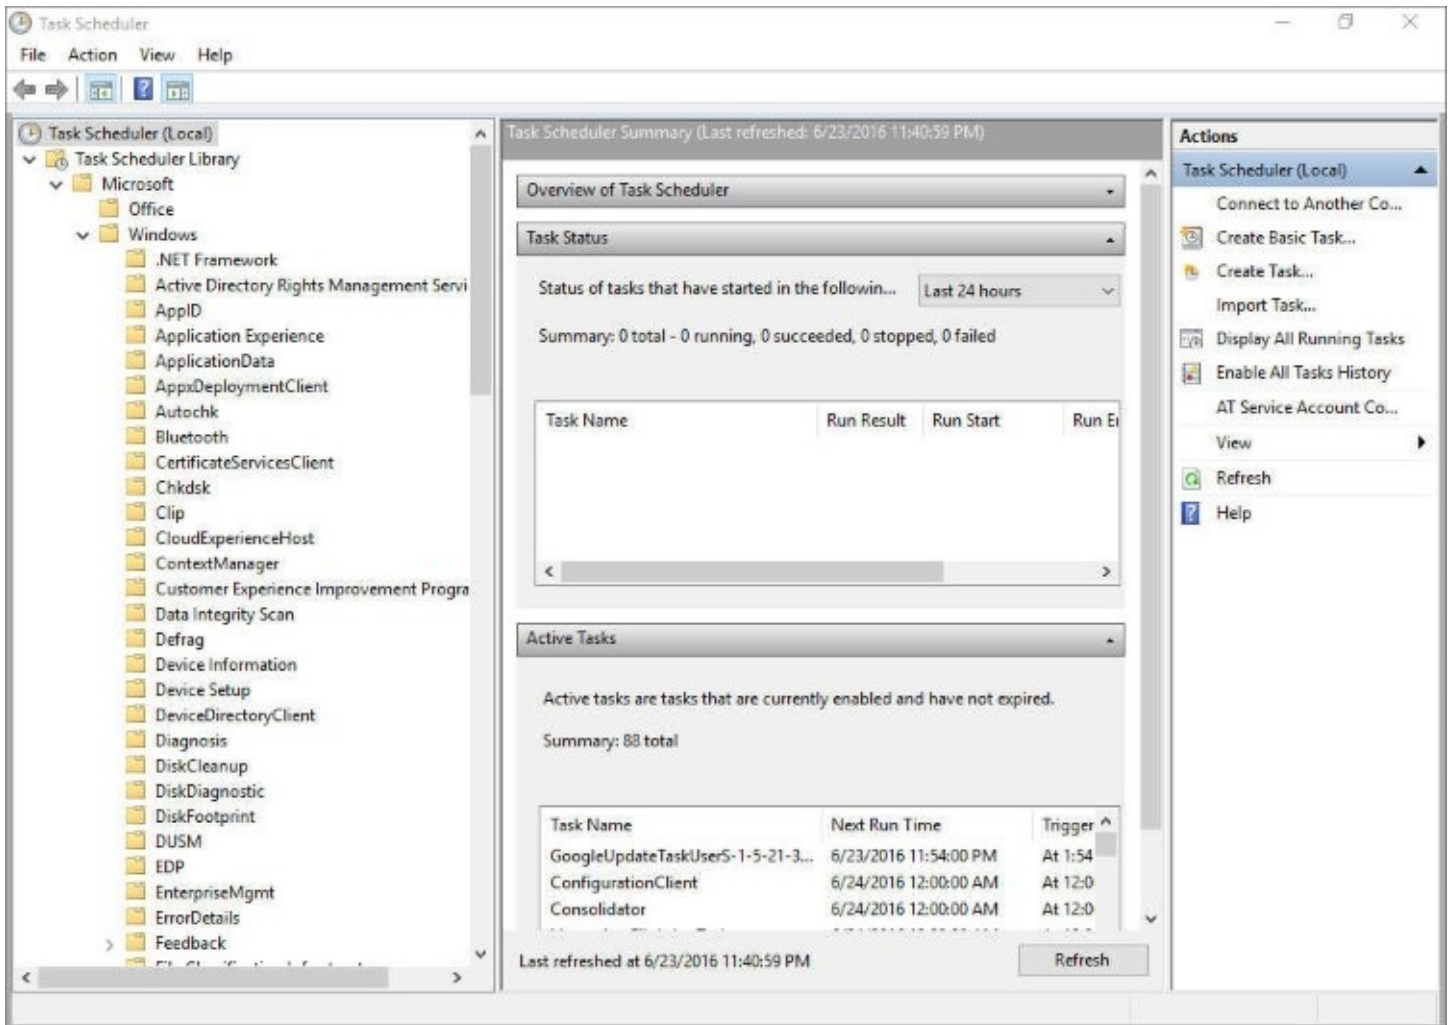 Task Scheduler
File Action View Help
Task Scheduler (Local)
Task Scheduler Library
Microsoft
Office
Windows
.NET Framework
Active Directory Rights Management Servi
AppID
Application Experience
ApplicationData
AppxDeploymentClient
Autochk
Bluetooth
CertificateServicesClient
Chkdsk
Clip
CloudExperienceHost
ContextManager
Customer Experience Improvement Progra
Data Integrity Scan
Defrag
Device Information
Device Setup
DeviceDirectoryClient
Diagnosis
DiskCleanup
DiskDiagnostic
DiskFootprint
DUSM
EDP
EnterpriseMgmt
ErrorDetails
Feedback
Task Scheduler Summary (Last refreshed: 6/23/2016 11:40:59 PM)
Overview of Task Scheduler
Task Status
Status of tasks that have started in the followin... Last 24 hours
Summary: 0 total - 0 running, 0 succeeded, 0 stopped, 0 failed
Task Name Run Result Run Start Run E
Active Tasks
Active tasks are tasks that are currently enabled and have not expired.
Summary: 88 total
Task Name Next Run Time Trigger
GoogleUpdateTaskUserS-1-5-21-3... 6/23/2016 11:54:00 PM At 1:54
ConfigurationClient 6/24/2016 12:00:00 AM At 12:0
Consolidator 6/24/2016 12:00:00 AM At 12:0
Last refreshed at 6/23/2016 11:40:59 PM Refresh
Actions
Task Scheduler (Local)
Connect to Another Co...
Create Basic Task...
Create Task...
Import Task...
Display All Running Tasks
Enable All Tasks History
AT Service Account Co...
View
Refresh
Help